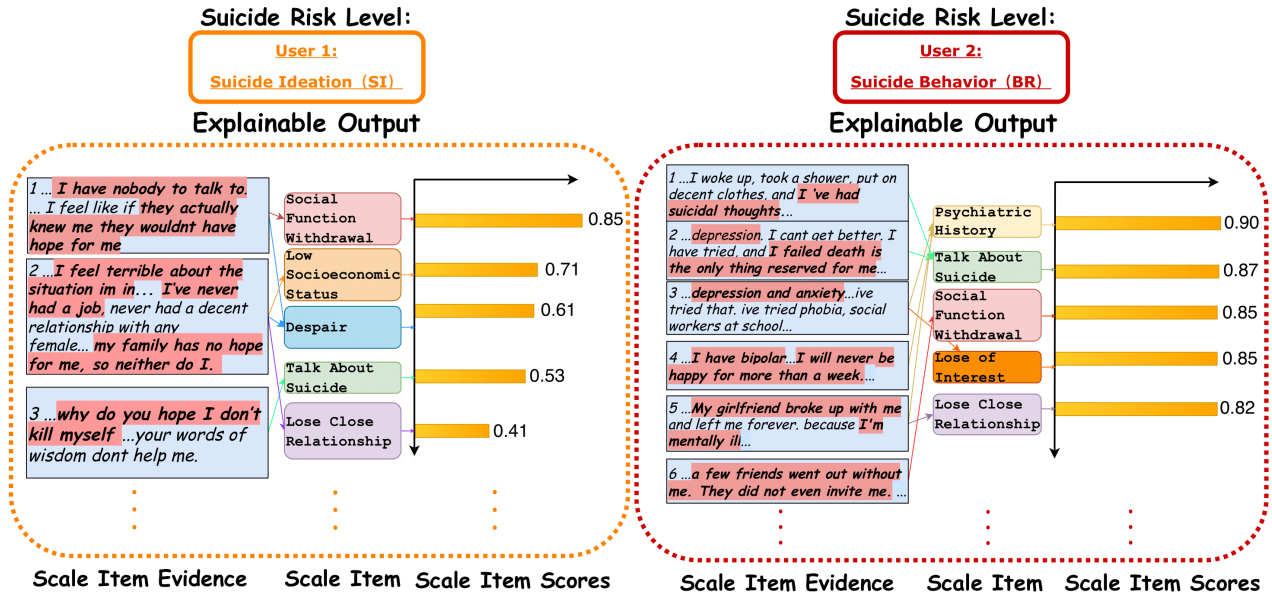 Suicide Risk Level:
User 1:
Suicide Ideation（SI）
Explainable Output
1 ... I have nobody to talk to.
... I feel like if they actually
knew me they wouldnt have
hope for me
2 ...I feel terrible about the
situation im in... I've never
had a job, never had a decent
relationship with any
female... my family has no hope
for me, so neither do I.
3 ...why do you hope I don't
kill myself ...your words of
wisdom dont help me.
Social
Function
Withdrawal
Low
Socioeconomic
Status
Despair
Talk About
Suicide
Lose Close
Relationship
0.85
0.71
0.61
0.53
0.41
Scale Item Evidence
Scale Item
Scale Item Scores
Suicide Risk Level:
User 2:
Suicide Behavior（BR）
Explainable Output
1 ...I woke up, took a shower, put on
decent clothes, and I 've had
suicidal thoughts...
2 ...depression. I cant get better. I
have tried, and I failed death is
the only thing reserved for me...
3 ...depression and anxiety...ive
tried that. ive tried phobia, social
workers at school...
4 ...I have bipolar...I will never be
happy for more than a week....
5 ...My girlfriend broke up with me
and left me forever. because I'm
mentally ill...
6 ...a few friends went out without
me. They did not even invite me. ...
Psychiatric
History
Talk About
Suicide
Social
Function
Withdrawal
Lose of
Interest
Lose Close
Relationship
0.90
0.87
0.85
0.85
0.82
Scale Item Evidence
Scale Item
Scale Item Scores